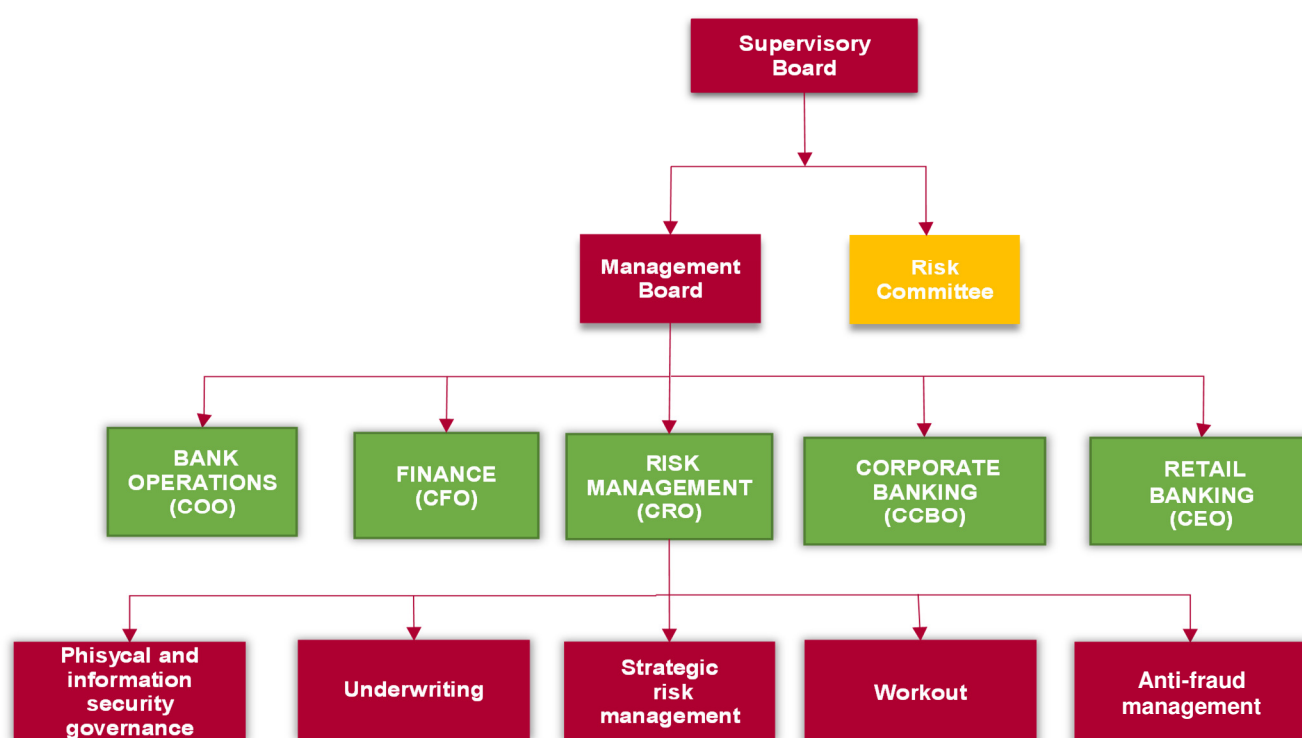 Supervisory
Board
Management
Board
Risk
Committee
BANK
OPERATIONS
(COO)
FINANCE
(CFO)
RISK
MANAGEMENT
(CRO)
CORPORATE
BANKING
(CCBO)
RETAIL
BANKING
(CEO)
Phisycal and
information
security
governance
Underwriting
Strategic
risk
management
Workout
Anti-fraud
management